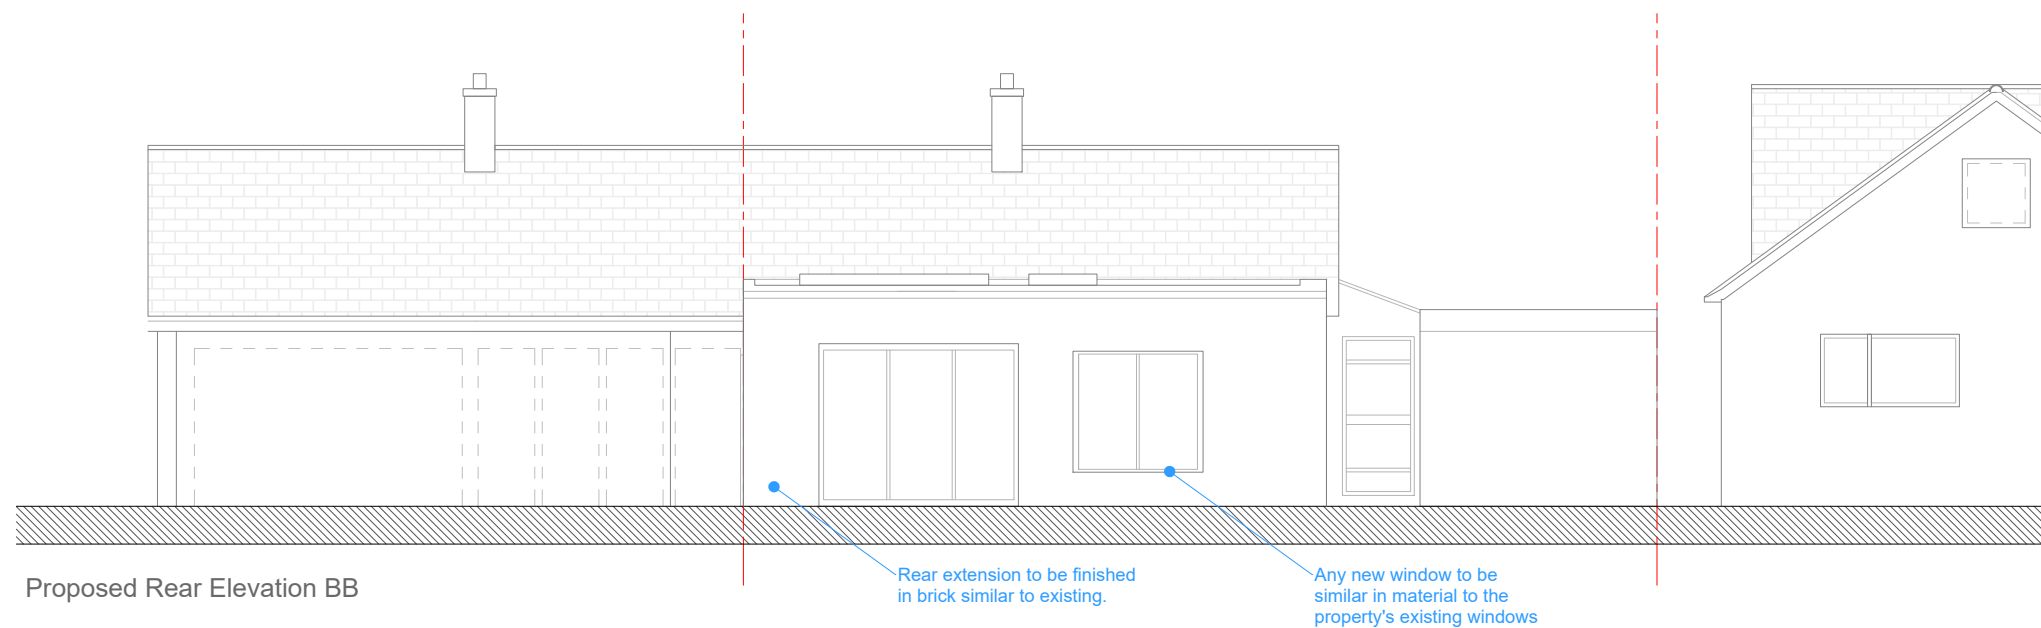 Proposed Rear Elevation BB
Rear extension to be finished
in brick similar to existing.
Any new window to be
similar in material to the
property's existing windows